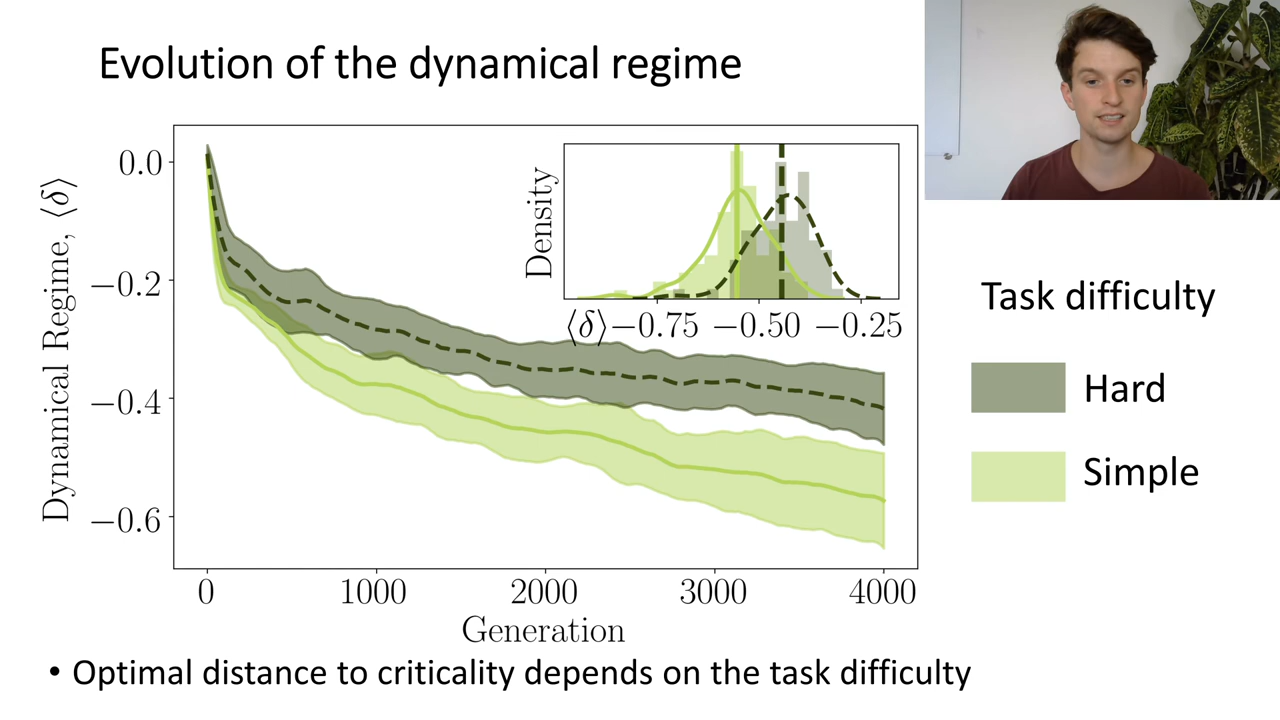 Evolution of the dynamical regime
Dynamical Regime, ⟨δ⟩
0.0
−0.2
−0.4
−0.6
0
1000
2000
3000
4000
Generation
Density
⟨δ⟩
−0.75
−0.50
−0.25
Task difficulty
Hard
Simple
• Optimal distance to criticality depends on the task difficulty